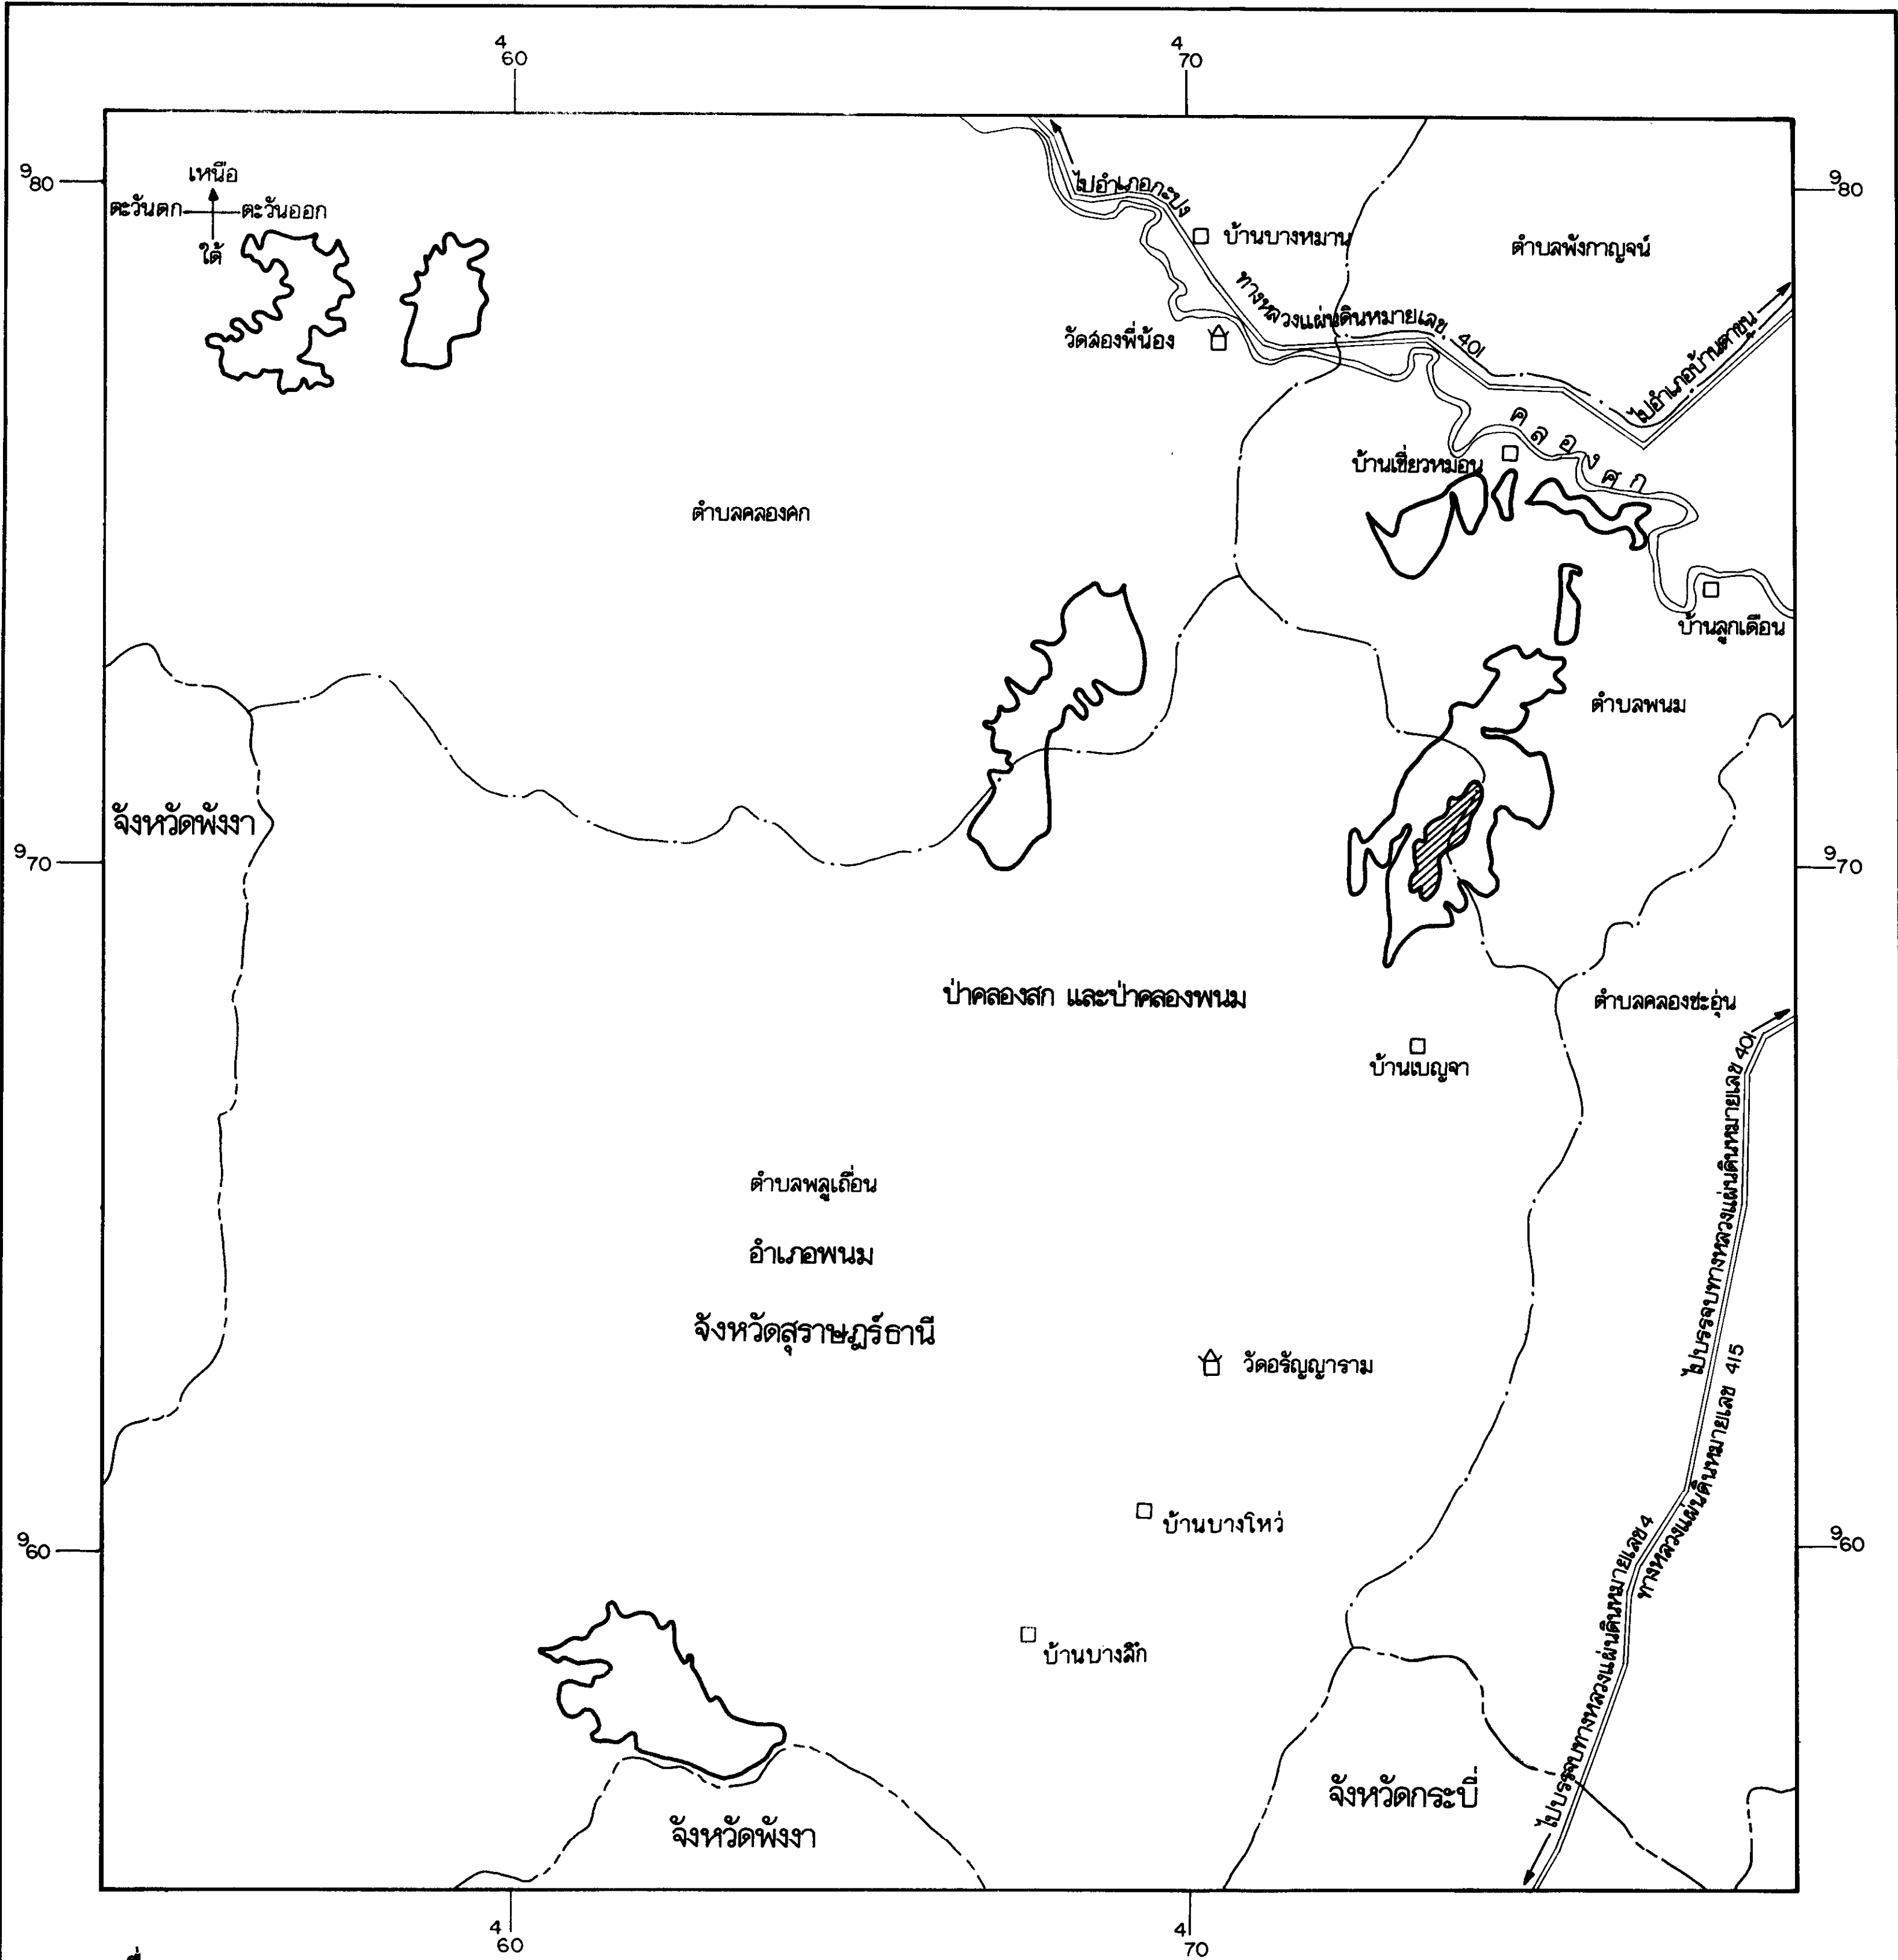 4
60
4
70
9
80
9
80
เหนือ
ตะวันตก
ตะวันออก
ใต้
ไปอำเภอกะปง
บ้านบางหมาน
ตำบลพังกาญจน์
ทางหลวงแผ่นดินหมายเลข 401
วัดสองพี่น้อง
ไปอำเภอบ้านตาขุน
คลองศก
บ้านเชี่ยวหมอน
ตำบลคลองศก
บ้านลูกเดือน
ตำบลพนม
จังหวัดพังงา
9
70
9
70
ป่าคลองสก และป่าคลองพนม
ตำบลคลองชะอุ่น
บ้านเบญจา
ไปบรรจบทางหลวงแผ่นดินหมายเลข 401
ตำบลพลูเถื่อน
อำเภอพนม
จังหวัดสุราษฎร์ธานี
วัดอรัญญาราม
ทางหลวงแผ่นดินหมายเลข 415
บ้านบางโหว่
9
60
9
60
ไปบรรจบทางหลวงแผ่นดินหมายเลข 4
บ้านบางลึก
จังหวัดกระบี่
จังหวัดพังงา
4
60
4
70